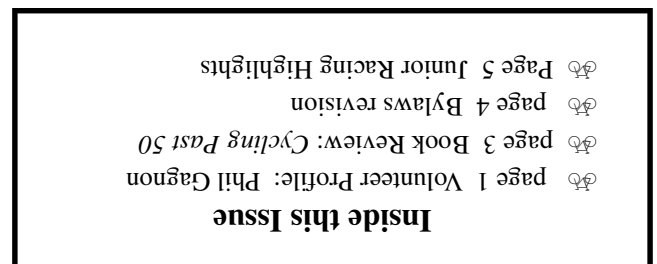 Inside this Issue
page 1 Volunteer Profile: Phil Gagnon
page 3 Book Review: Cycling Past 50
page 4 Bylaws revision
Page 5 Junior Racing Highlights